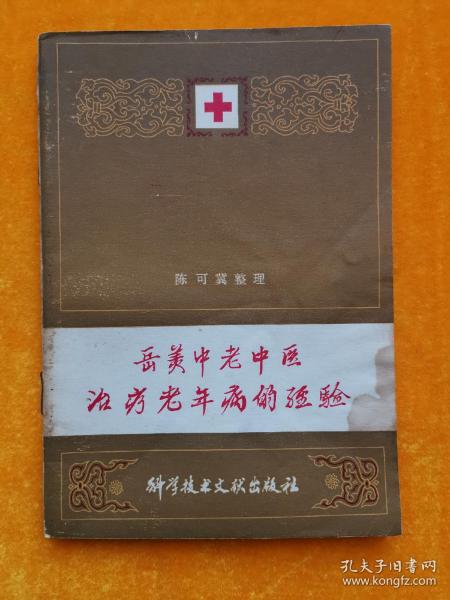 陈可冀整理
岳美中老中医
治疗老年病的经验
科学技术文献出版社
孔夫子旧书网
www.kongfz.com